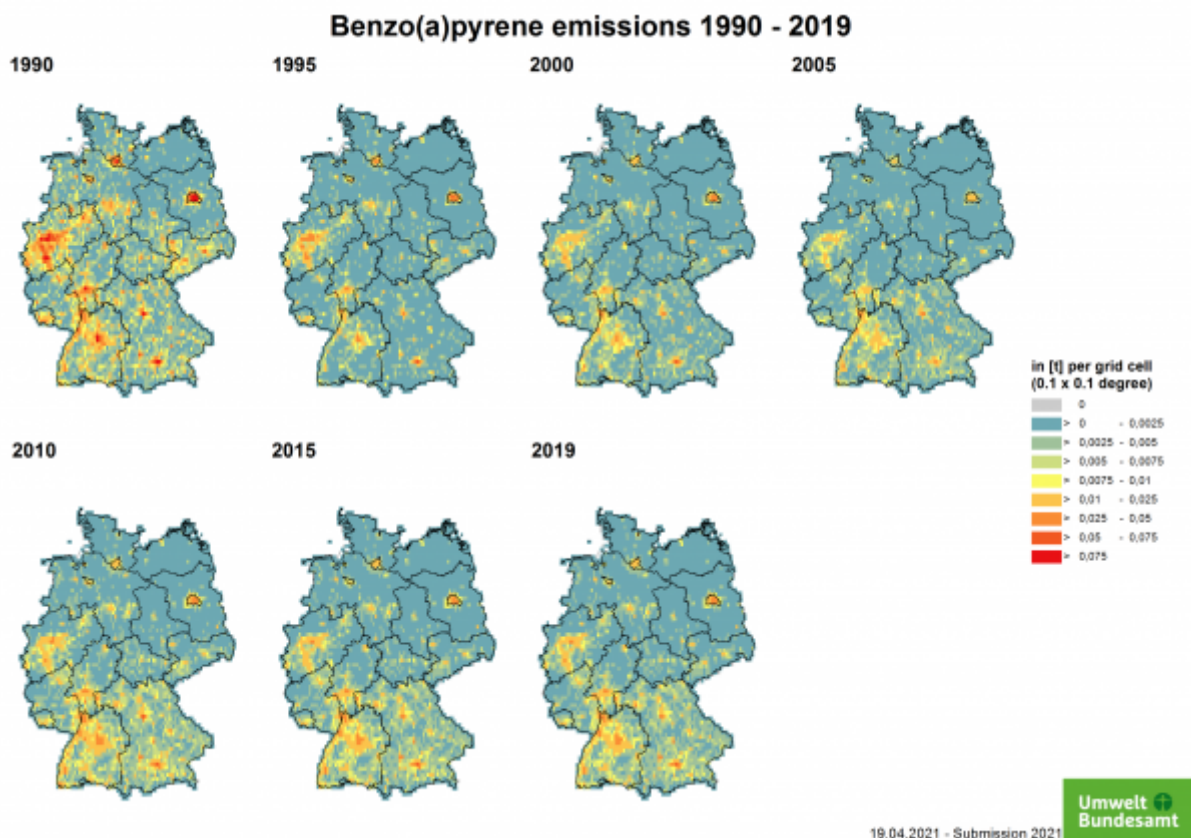 Benzo(a)pyrene emissions 1990 - 2019
1990
1995
2000
2005
in [t] per grid cell
(0.1 x 0.1 degree)
0
> 0 - 0,0025
> 0,0025 - 0,005
> 0,005 - 0,0075
> 0,0075 - 0,01
> 0,01 - 0,025
> 0,025 - 0,05
> 0,05 - 0,075
> 0,075
2010
2015
2019
Umwelt
Bundesamt
19.04.2021 - Submission 2021